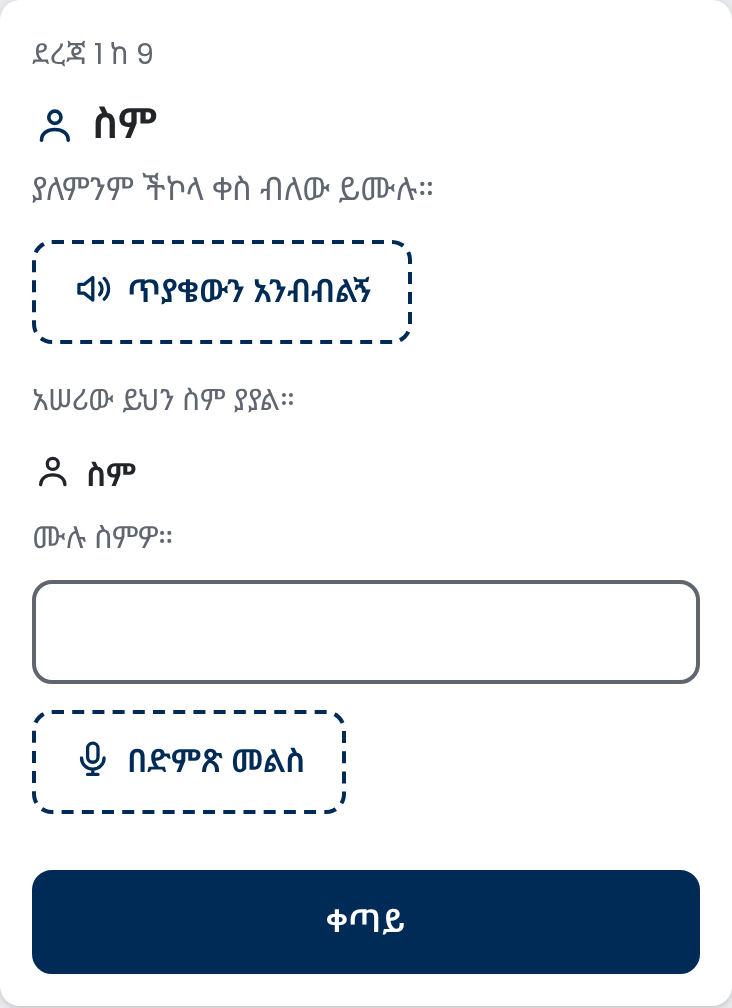 ደረጃ 1 ከ 9
ስም
ያለምንም ችኮላ ቀስ ብለው ይሙሉ።
ጥያቄውን አንብብልኝ
አሠሪው ይህን ስም ያያል።
ስም
ሙሉ ስምዎ።
በድምጽ መልስ
ቀጣይ